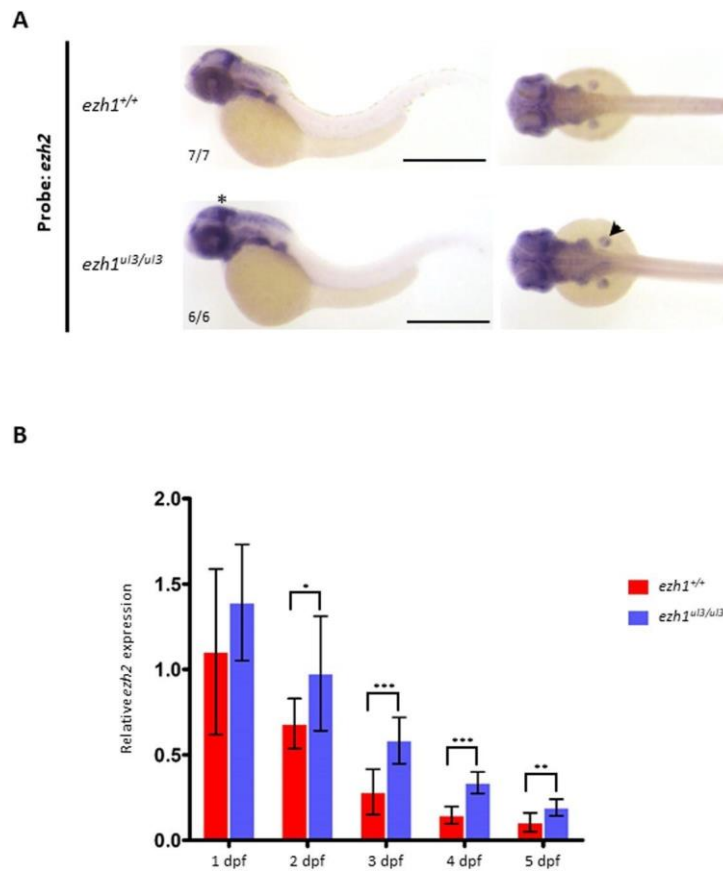 A
Probe: ezh2
ezh1+/+
7/7
*
ezh1ul3/ul3
6/6
B
Relative ezh2 expression
2.0
1.5
1.0
0.5
0.0
*
***
***
**
1 dpf
2 dpf
3 dpf
4 dpf
5 dpf
ezh1+/+
ezh1ul3/ul3